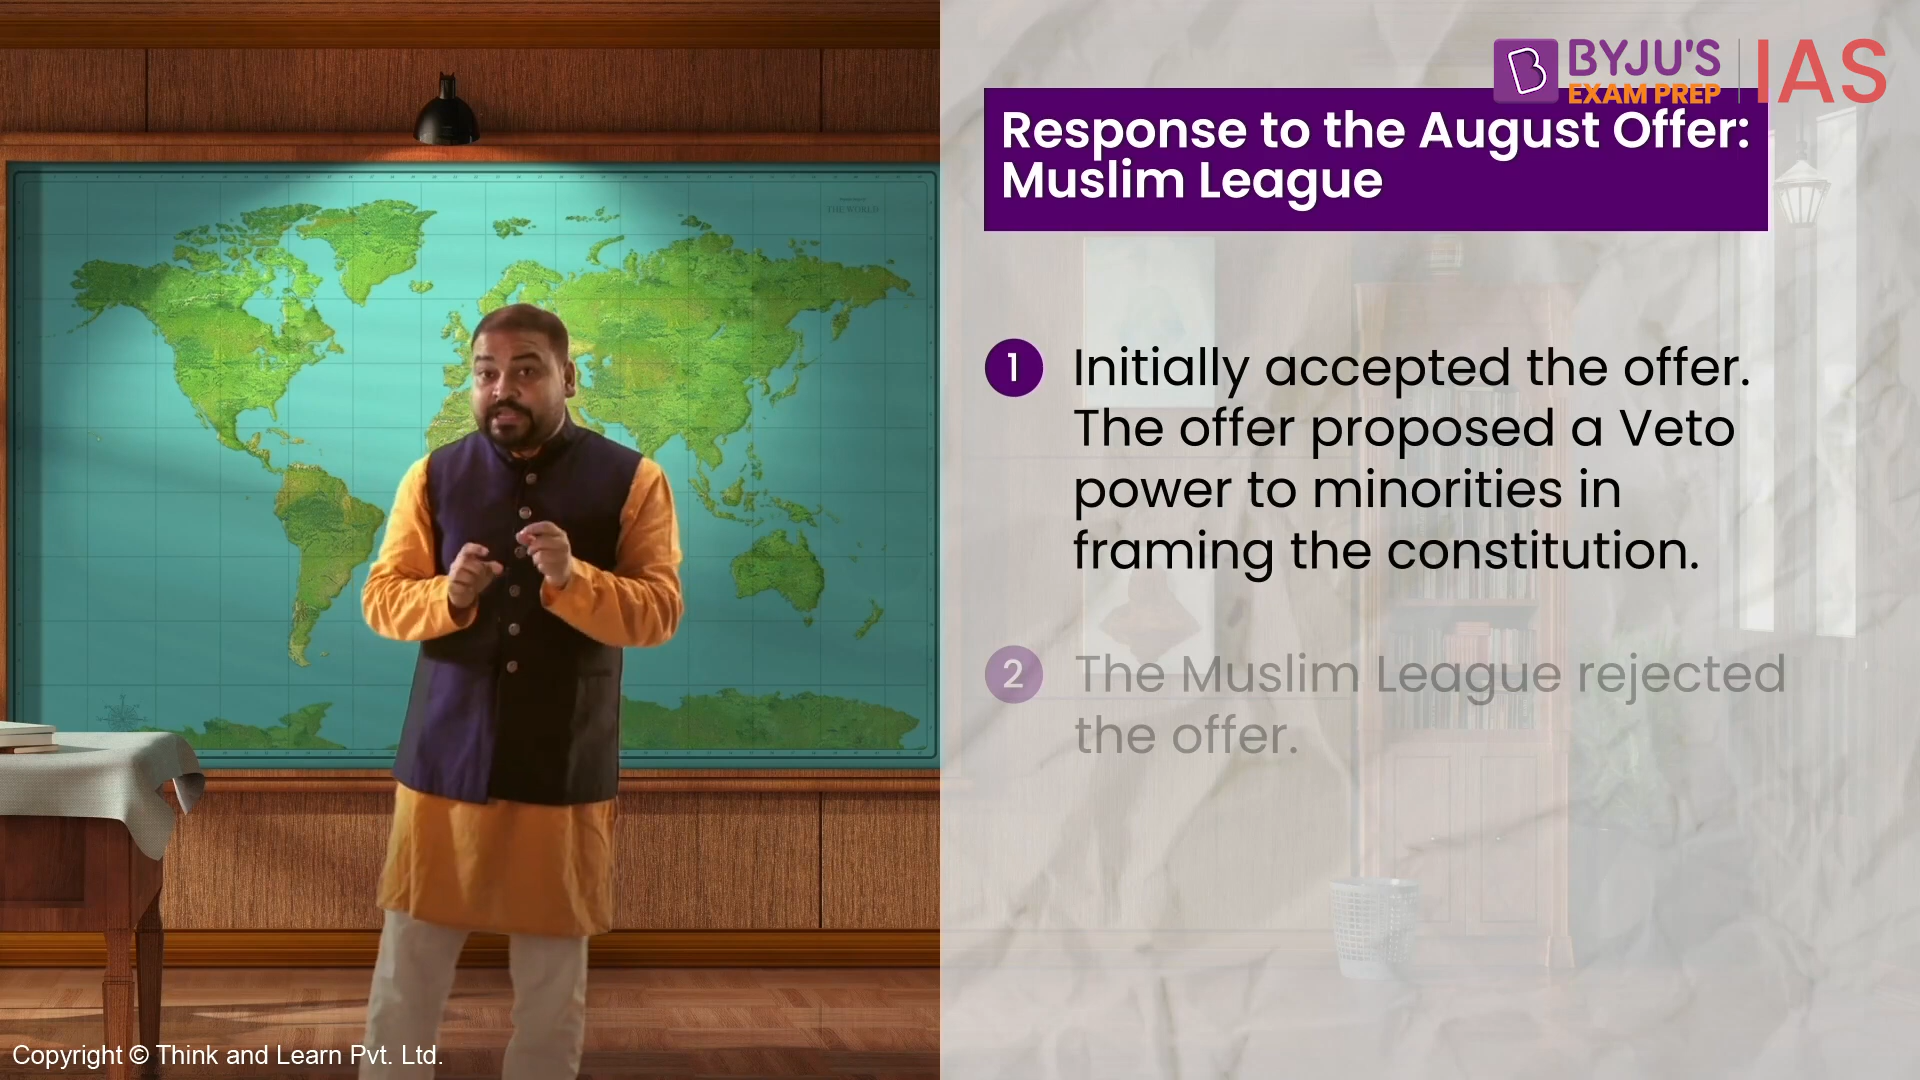 BYJU'S
EXAM PREP
IAS
Response to the August Offer:
Muslim League
1 Initially accepted the offer.
The offer proposed a Veto
power to minorities in
framing the constitution.
2 The Muslim League rejected
the offer.
THE WORLD
Copyright © Think and Learn Pvt. Ltd.